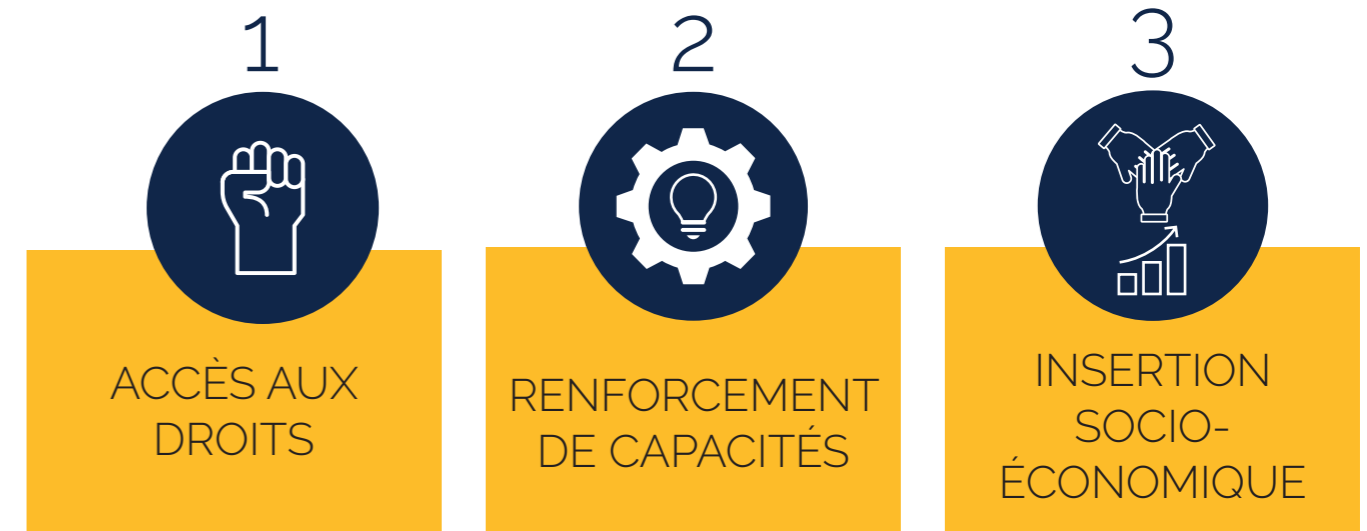 1
ACCÈS AUX
DROITS
2
RENFORCEMENT
DE CAPACITÉS
3
INSERTION
SOCIO-
ÉCONOMIQUE